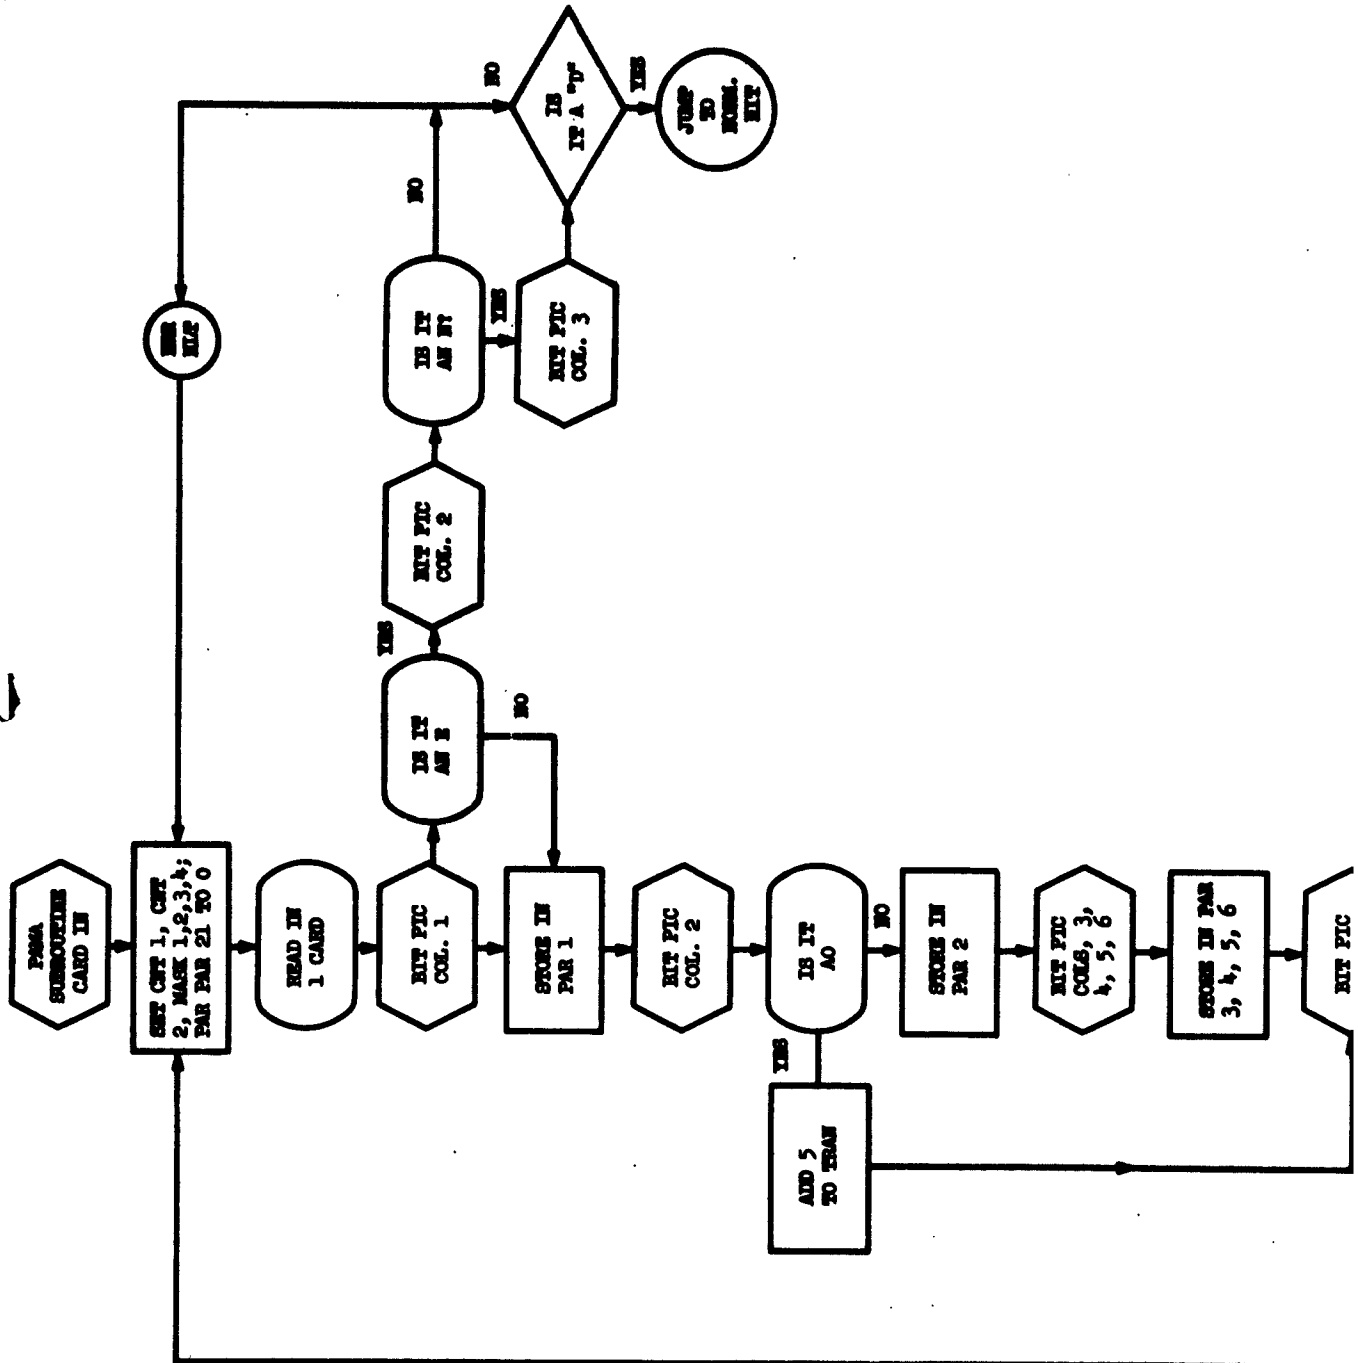 PAMA
SUBROUTINE
CARD IN
SET CNT 1, CNT
2, MASK 1,2,3,4;
PAR PAR 21 TO 0
READ IN
1 CARD
BIT PIC
COL. 1
IS IT
AN E
YES
NO
BIT PIC
COL. 2
IS IT
AN N?
NO
YES
BIT PIC
COL. 3
IS
IT A "D"
NO
YES
JUMP
TO
HLT
HLT
STORE IN
PAR 1
BIT PIC
COL. 2
IS IT
A0
YES
NO
ADD 5
TO TRAN
STORE IN
PAR 2
BIT PIC
COLS, 3,
4, 5, 6
STORE IN PAR
3, 4, 5, 6
BIT PIC